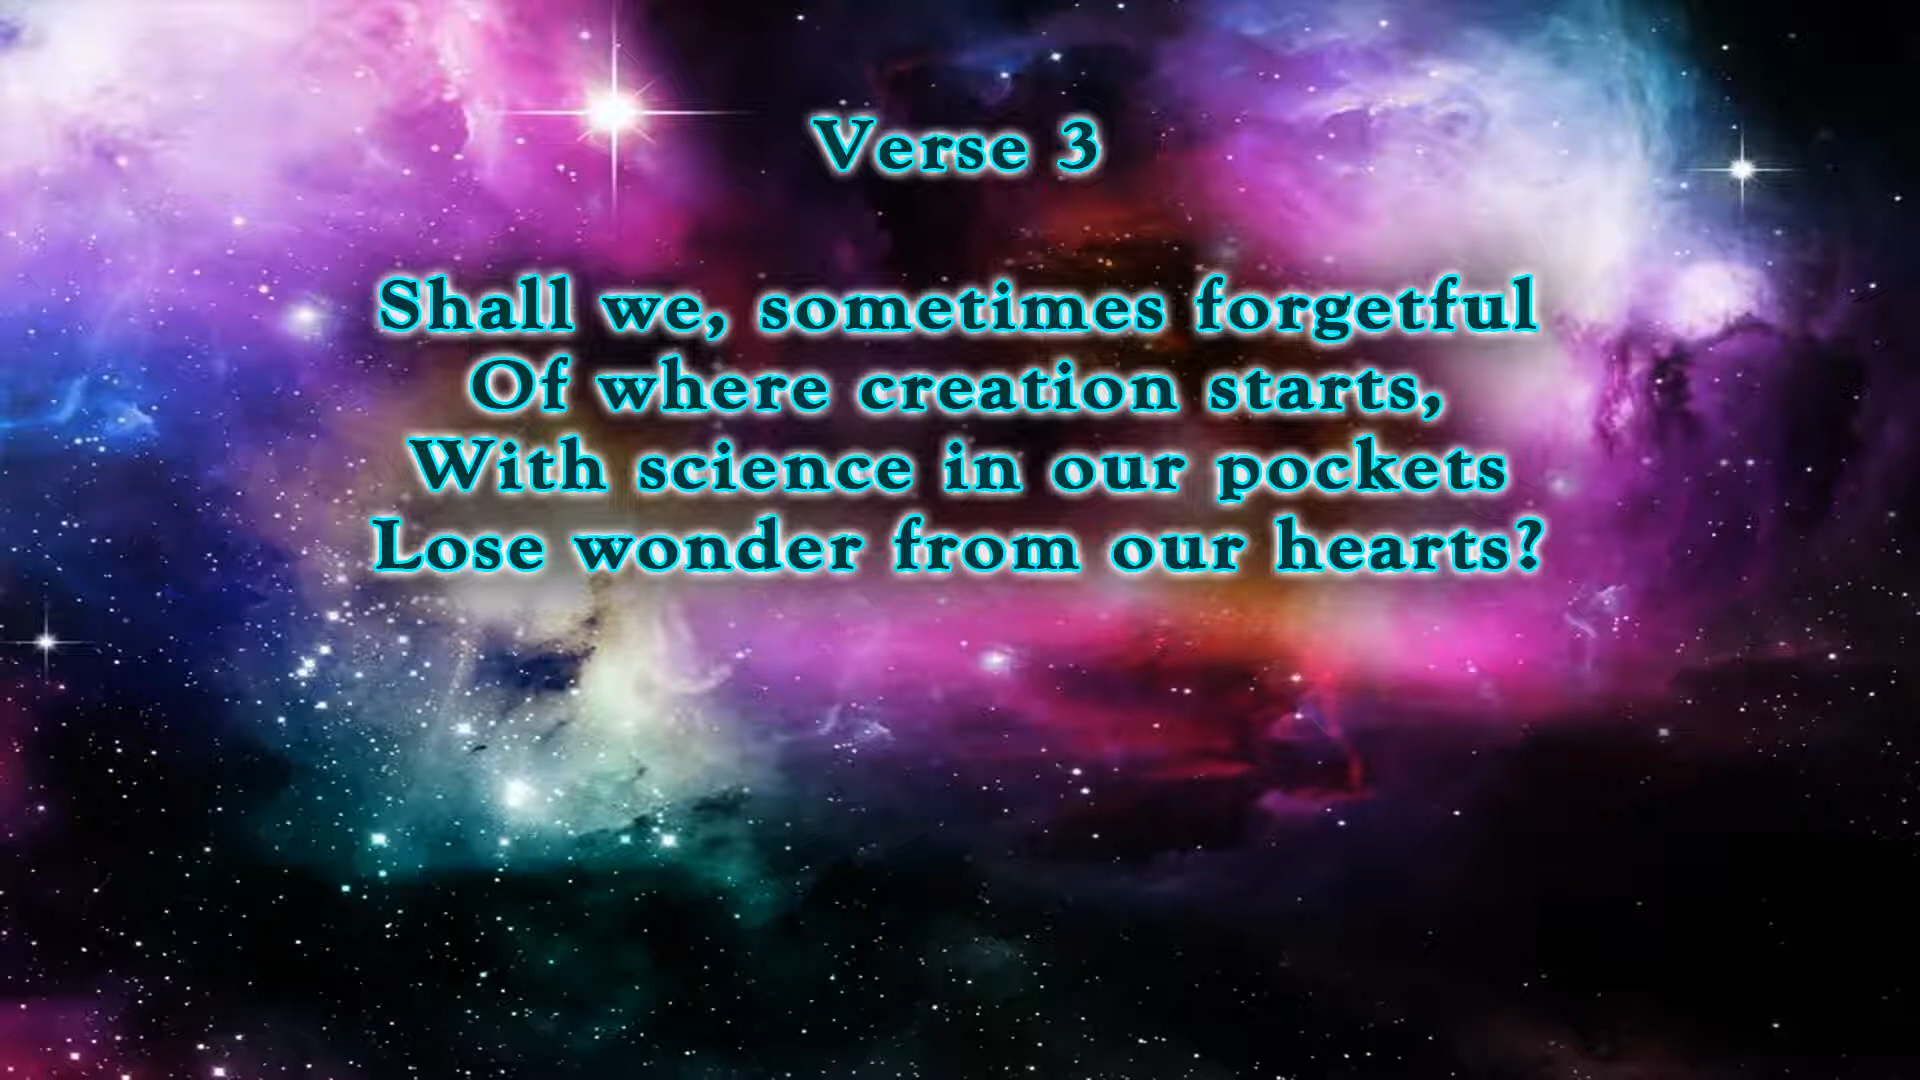 Verse 3
Shall we, sometimes forgetful
Of where creation starts,
With science in our pockets
Lose wonder from our hearts?